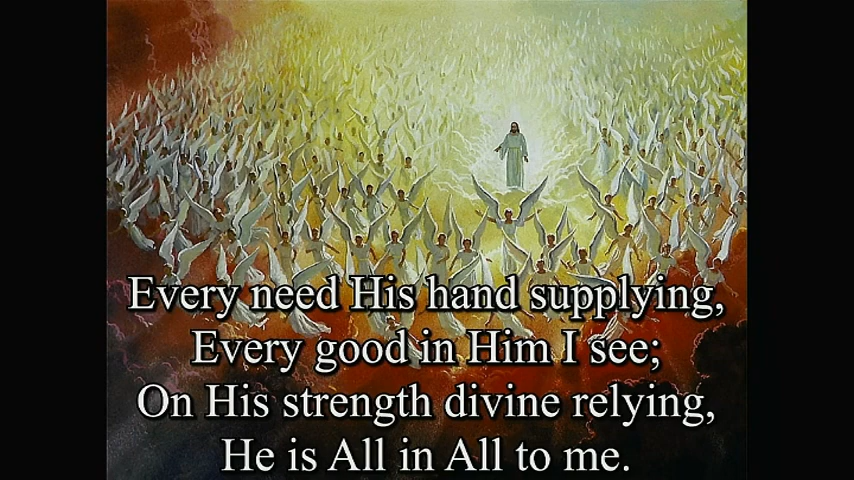 Every need His hand supplying,
Every good in Him I see;
On His strength divine relying,
He is All in All to me.